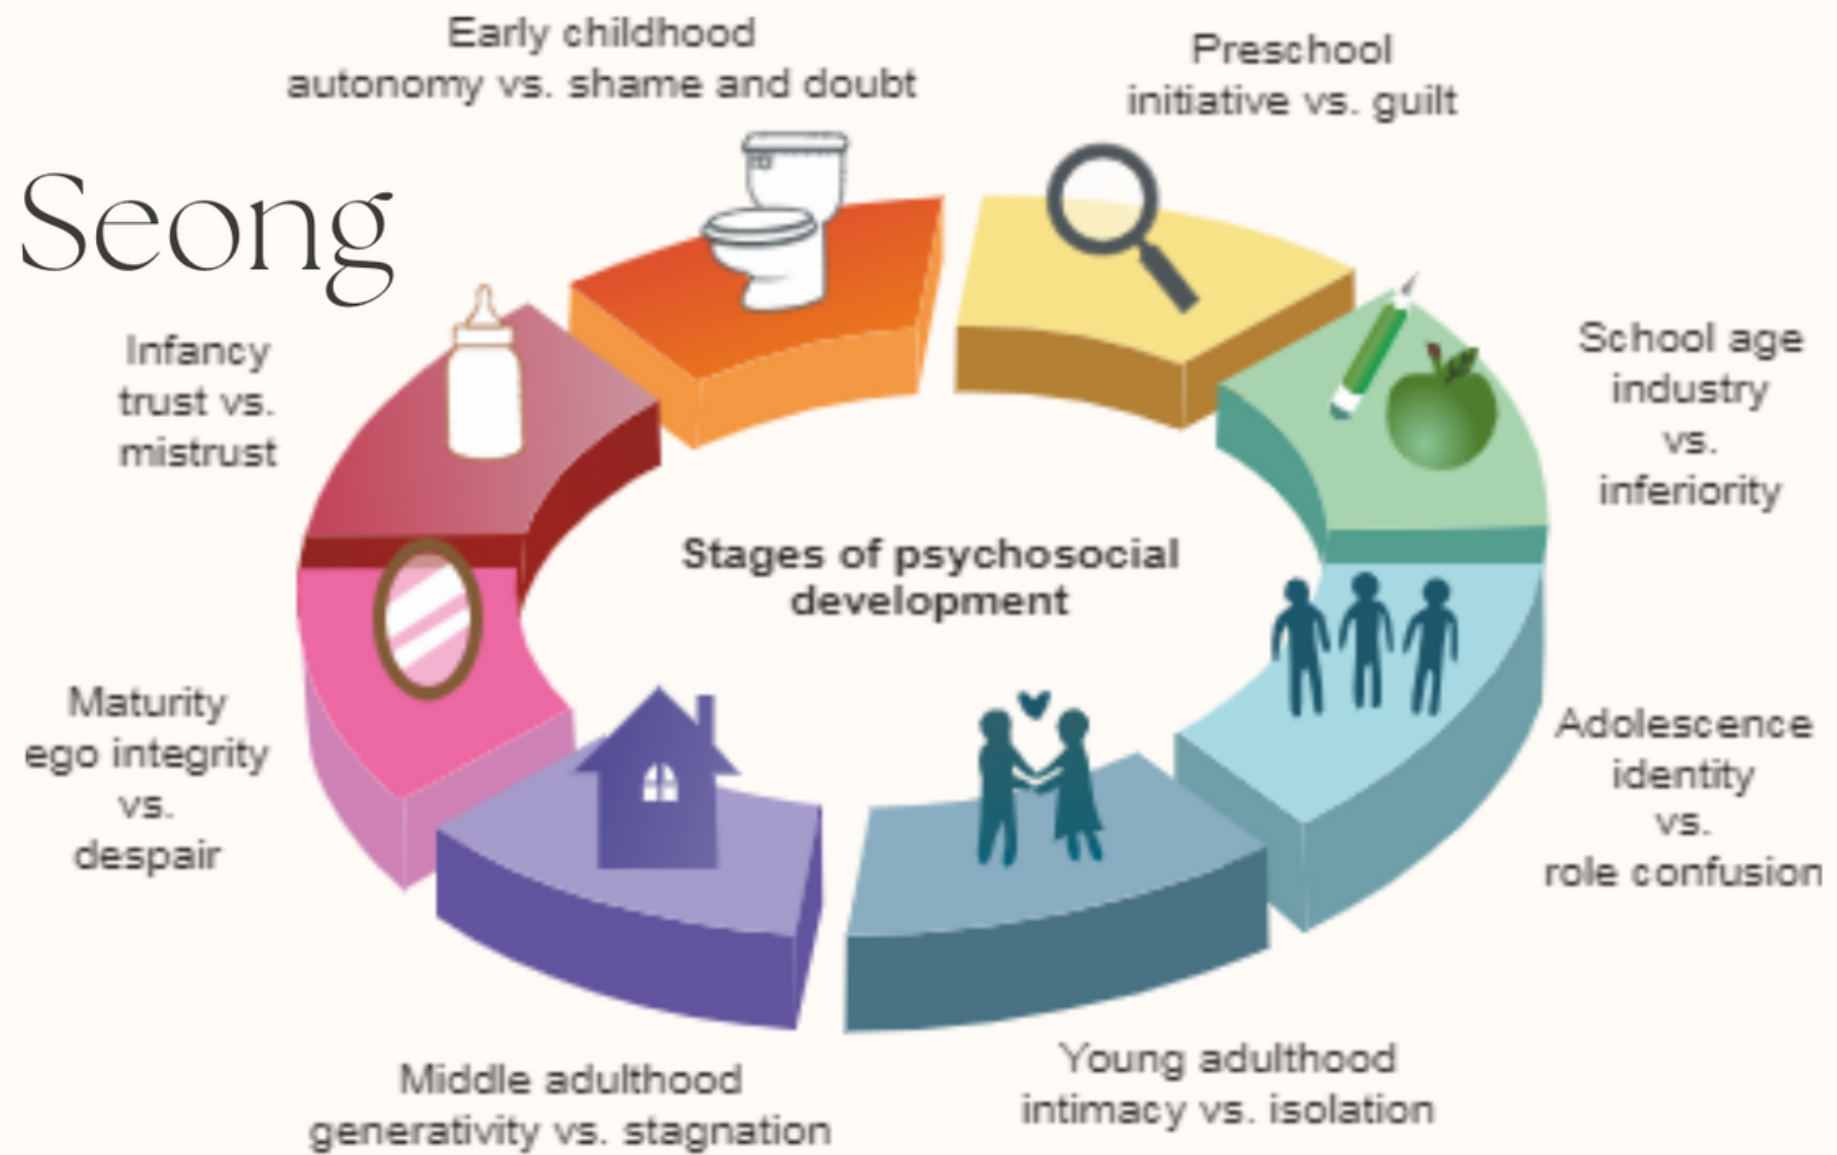 Seong
Early childhood
autonomy vs. shame and doubt
Preschool
initiative vs. guilt
School age
industry
vs.
inferiority
Adolescence
identity
vs.
role confusion
Young adulthood
intimacy vs. isolation
Middle adulthood
generativity vs. stagnation
Maturity
ego integrity
vs.
despair
Infancy
trust vs.
mistrust
Stages of psychosocial
development